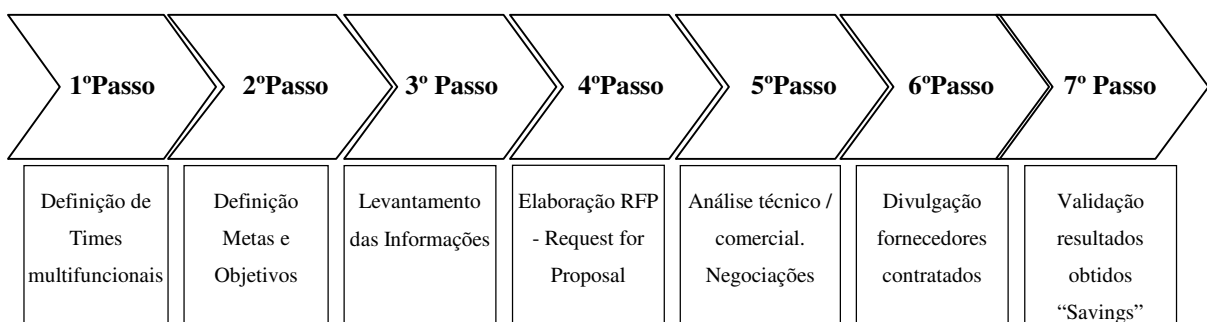 1ºPasso
2ºPasso
3º Passo
4ºPasso
5ºPasso
6ºPasso
7º Passo
Definição de
Times
multifuncionais
Definição
Metas e
Objetivos
Levantamento
das Informações
Elaboração RFP
- Request for
Proposal
Análise técnico /
comercial.
Negociações
Divulgação
fornecedores
contratados
Validação
resultados
obtidos
“Savings”